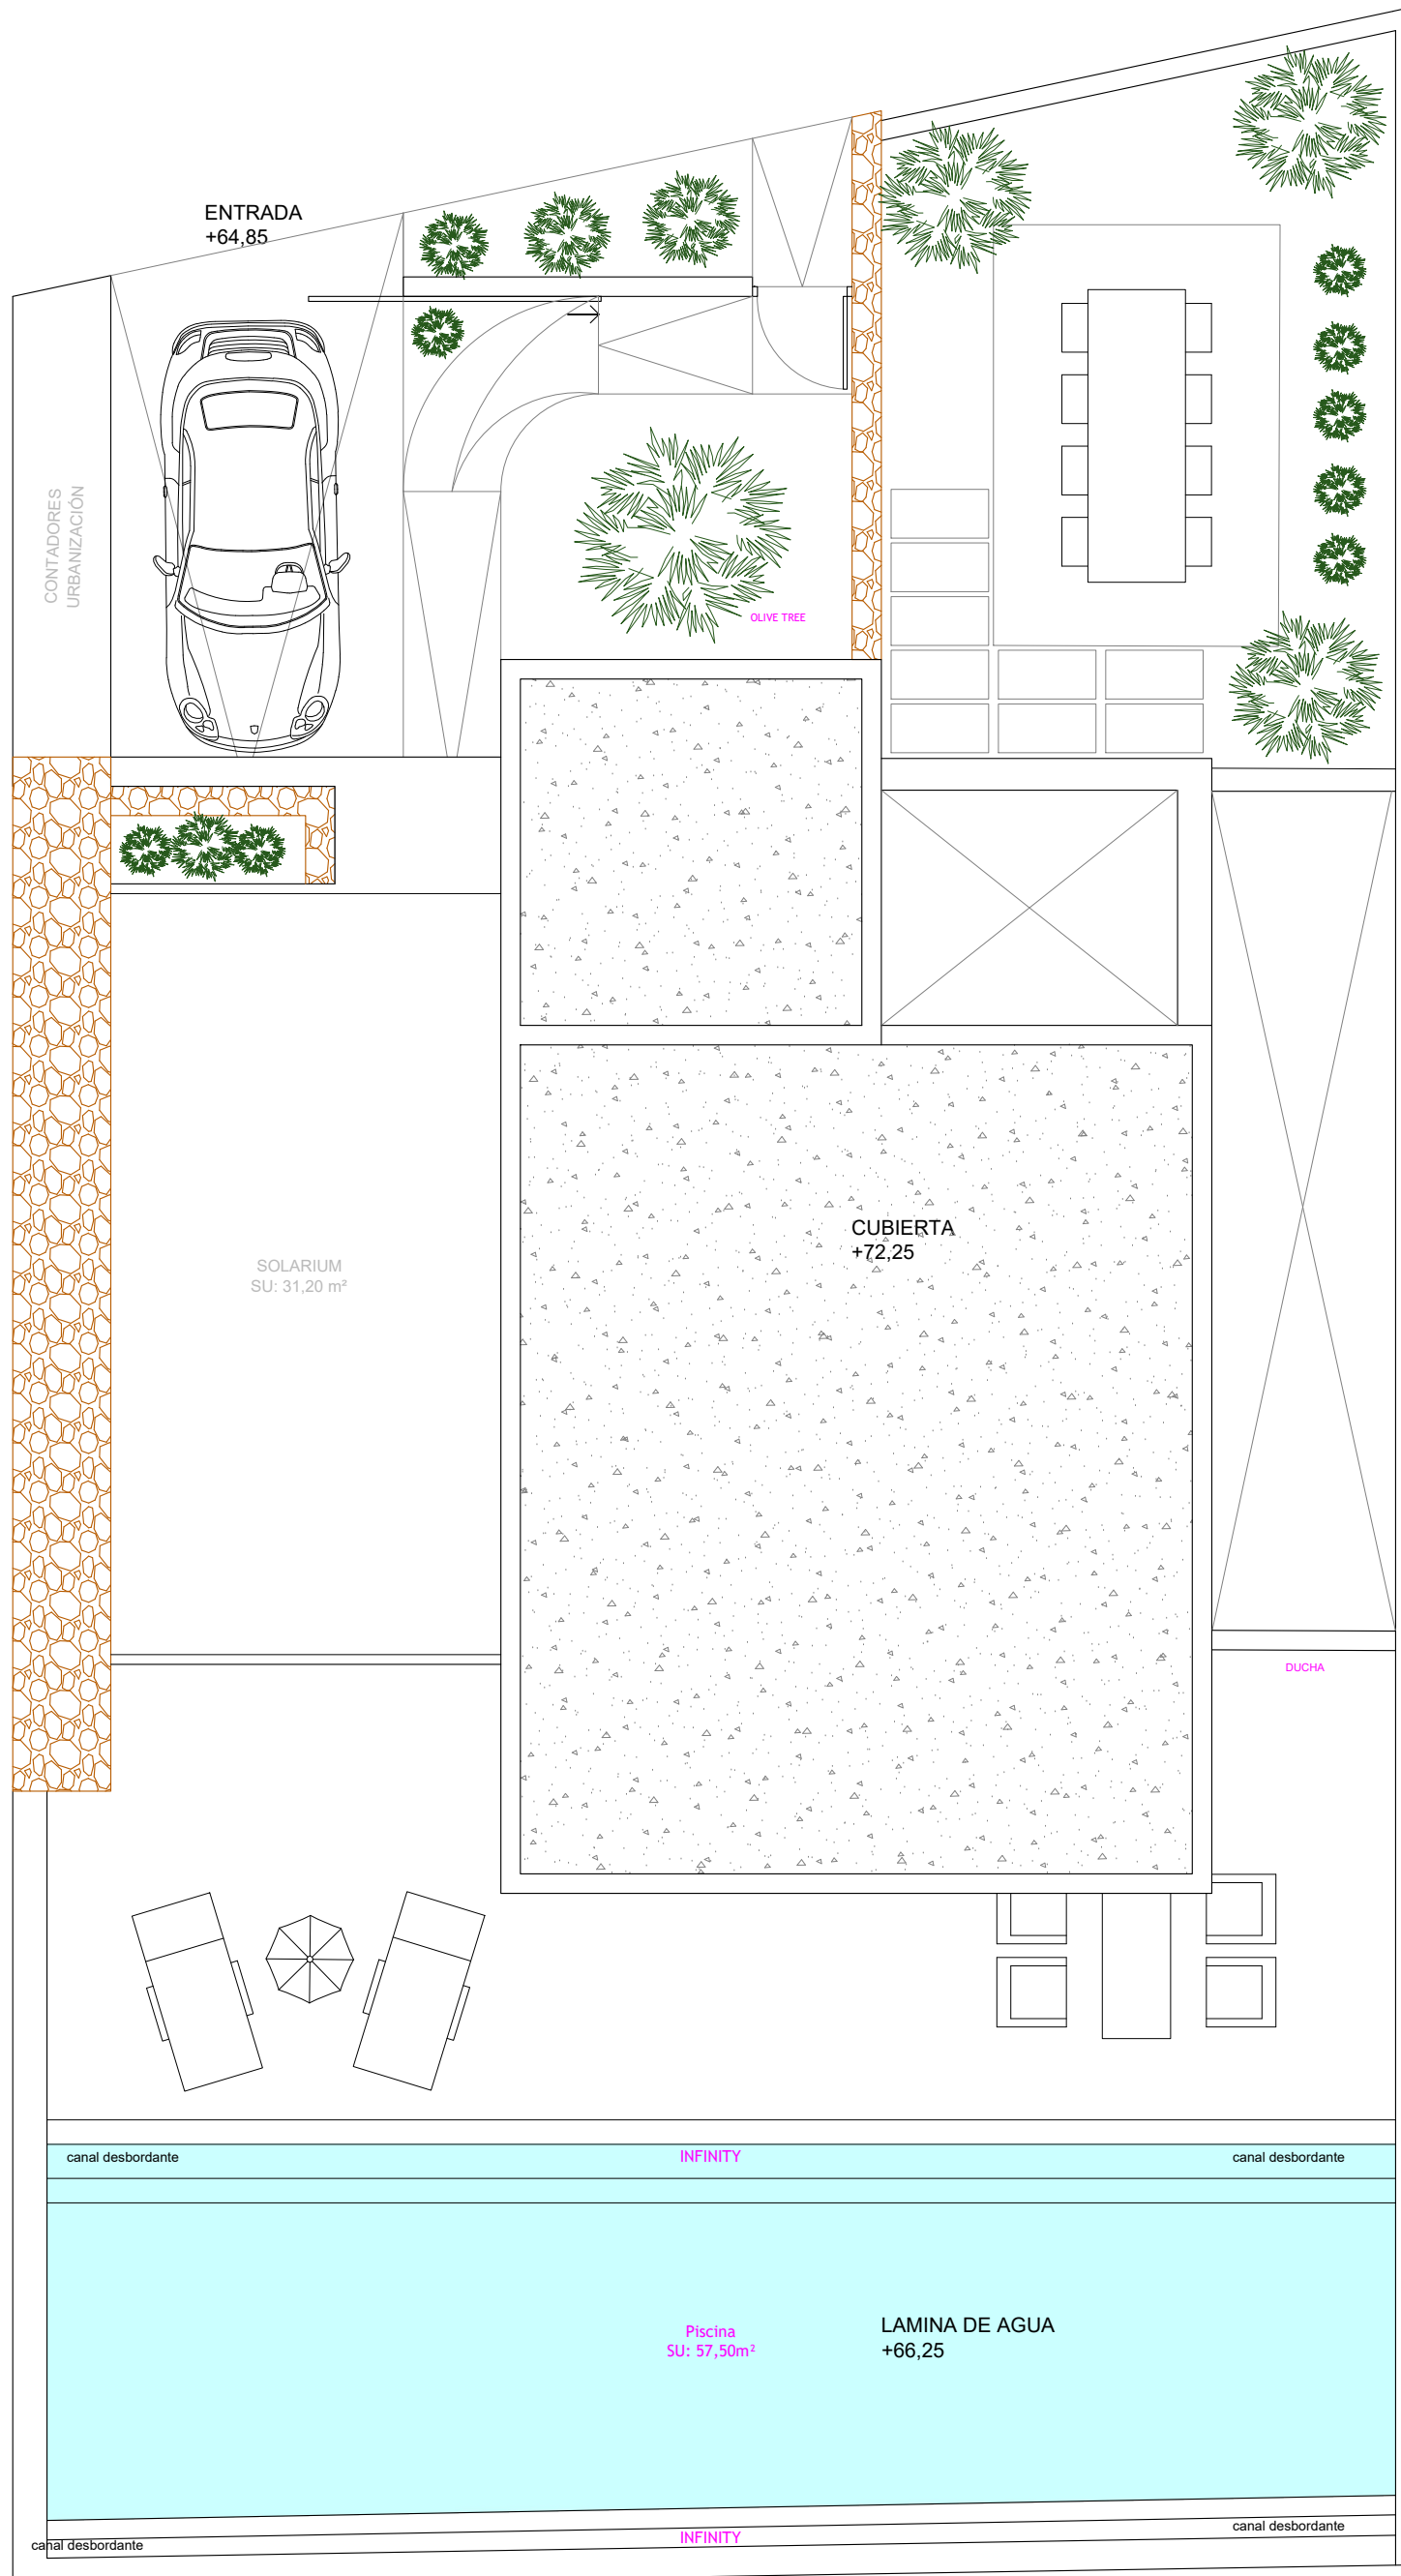 ENTRADA
+64,85
CONTADORES
URBANIZACIÓN
OLIVE TREE
CUBIERTA
+72,25
SOLARIUM
SU: 31,20 m²
DUCHA
canal desbordante
INFINITY
canal desbordante
Piscina
SU: 57,50m²
LAMINA DE AGUA
+66,25
canal desbordante
INFINITY
canal desbordante